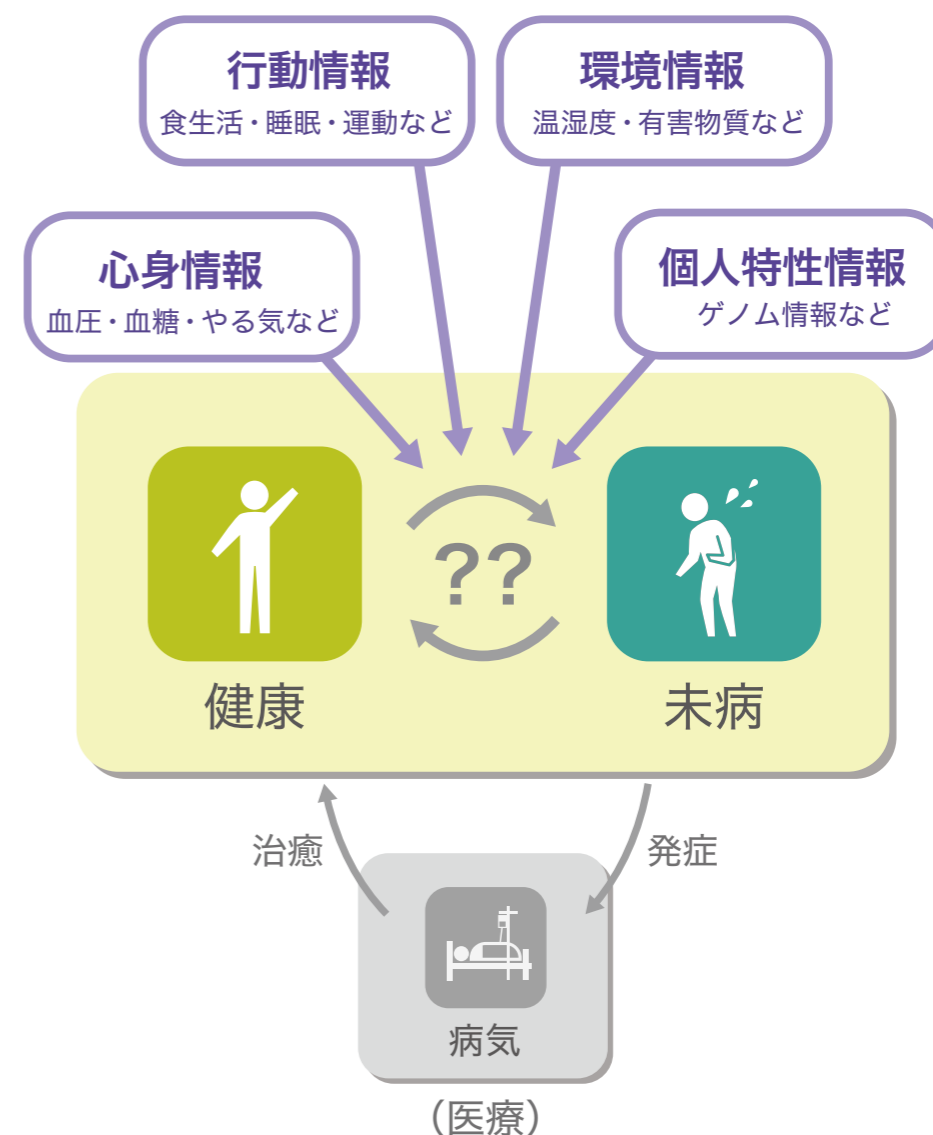 行動情報
食生活・睡眠・運動など
環境情報
温湿度・有害物質など
心身情報
血圧・血糖・やる気など
個人特性情報
ゲノム情報など
??
健康
未病
治癒
発症
病気
（医療）